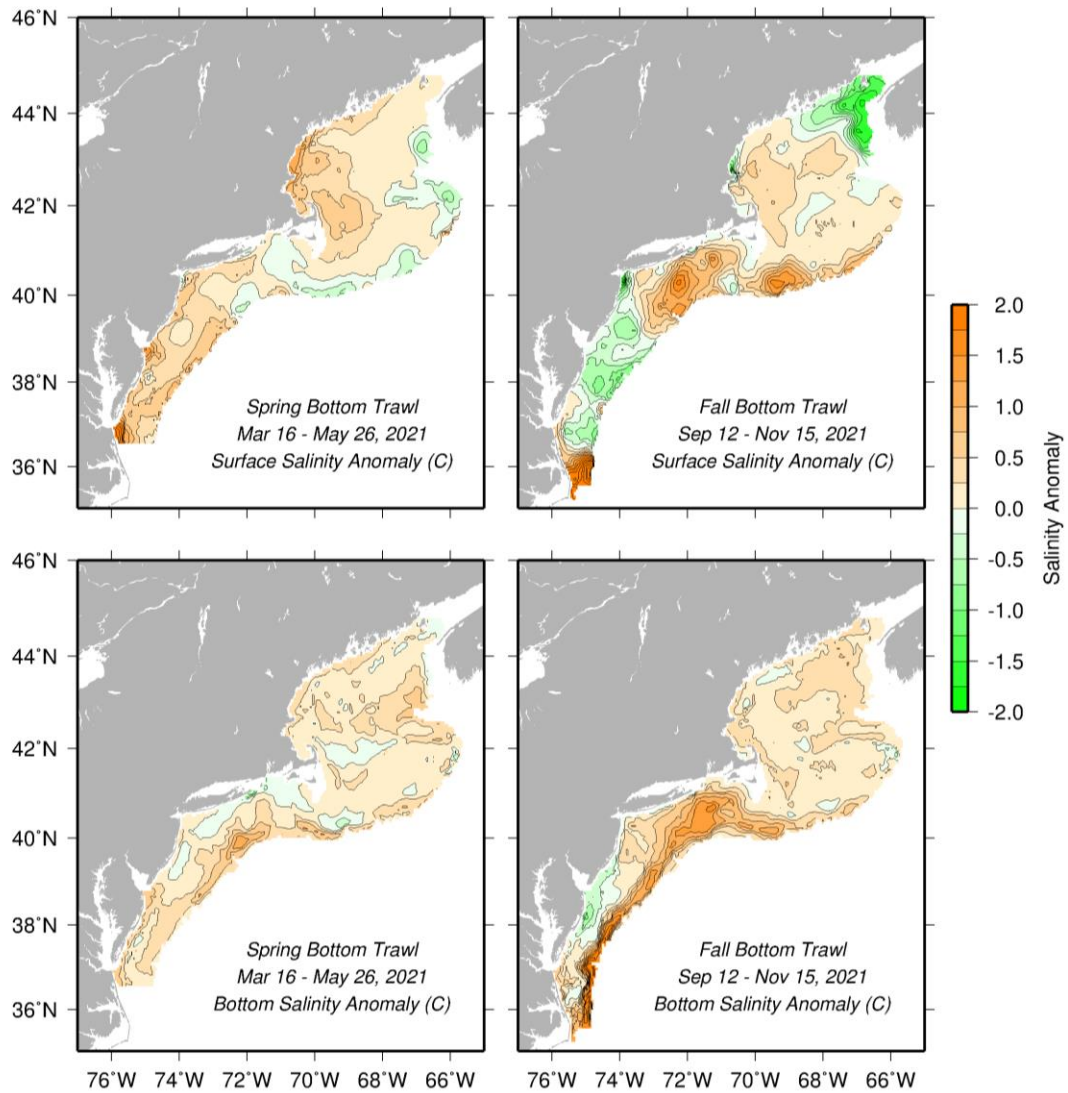 46°N
44°N
42°N
40°N
38°N
36°N
Spring Bottom Trawl
Mar 16 - May 26, 2021
Surface Salinity Anomaly (C)
Fall Bottom Trawl
Sep 12 - Nov 15, 2021
Surface Salinity Anomaly (C)
46°N
44°N
42°N
40°N
38°N
36°N
Spring Bottom Trawl
Mar 16 - May 26, 2021
Bottom Salinity Anomaly (C)
Fall Bottom Trawl
Sep 12 - Nov 15, 2021
Bottom Salinity Anomaly (C)
76°W 74°W 72°W 70°W 68°W 66°W
76°W 74°W 72°W 70°W 68°W 66°W
2.0
1.5
1.0
0.5
0.0
-0.5
-1.0
-1.5
-2.0
Salinity Anomaly